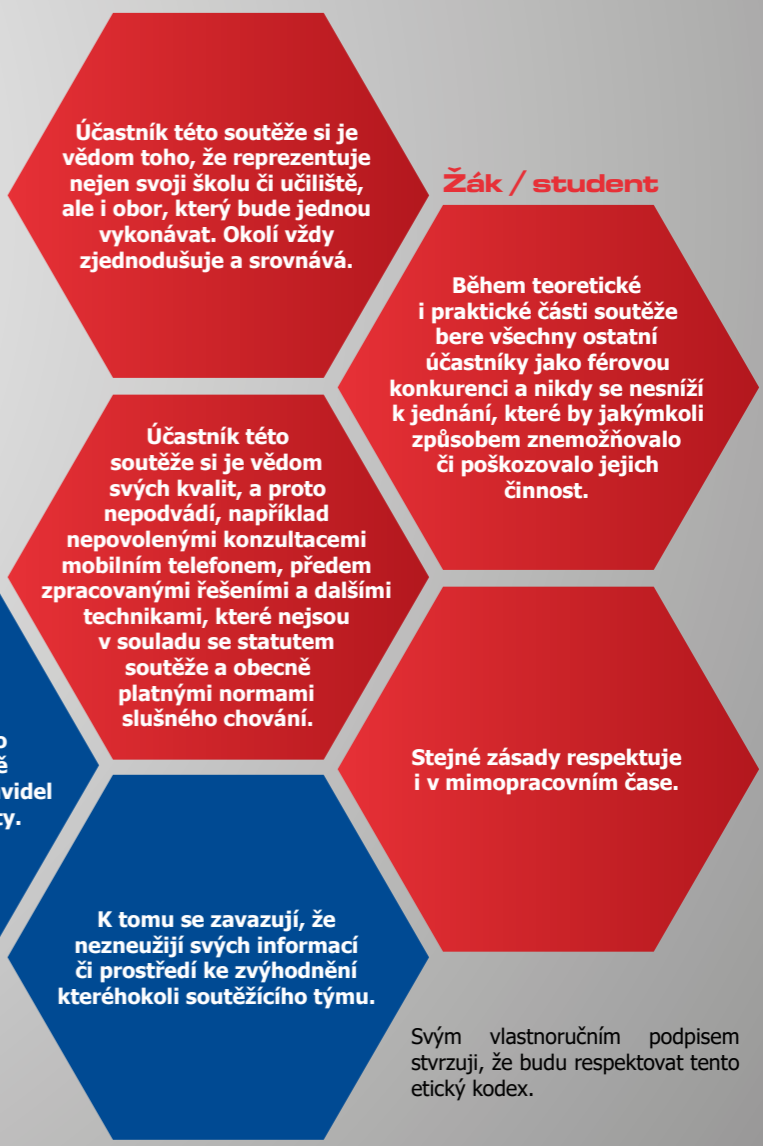 Účastník této soutěže si je
vědom toho, že reprezentuje
nejen svoji školu či učiliště,
ale i obor, který bude jednou
vykonávat. Okolí vždy
zjednodušuje a srovnává.
Žák / student
Během teoretické
i praktické části soutěže
bere všechny ostatní
účastníky jako férovou
konkurenci a nikdy se nesníží
k jednání, které by jakýmkoli
způsobem znemožňovalo
či poškozovalo jejich
činnost.
Účastník této
soutěže si je vědom
svých kvalit, a proto
nepodvádí, například
nepovolenými konzultacemi
mobilním telefonem, předem
zpracovanými řešeními a dalšími
technikami, které nejsou
v souladu se statutem
soutěže a obecně
platnými normami
slušného chování.
Stejné zásady respektuje
i v mimopracovním čase.
K tomu se zavazují, že
nezneužijí svých informací
či prostředí ke zvýhodnění
kteréhokoli soutěžícího týmu.
Svým vlastnoručním podpisem
stvrzuji, že budu respektovat tento
etický kodex.